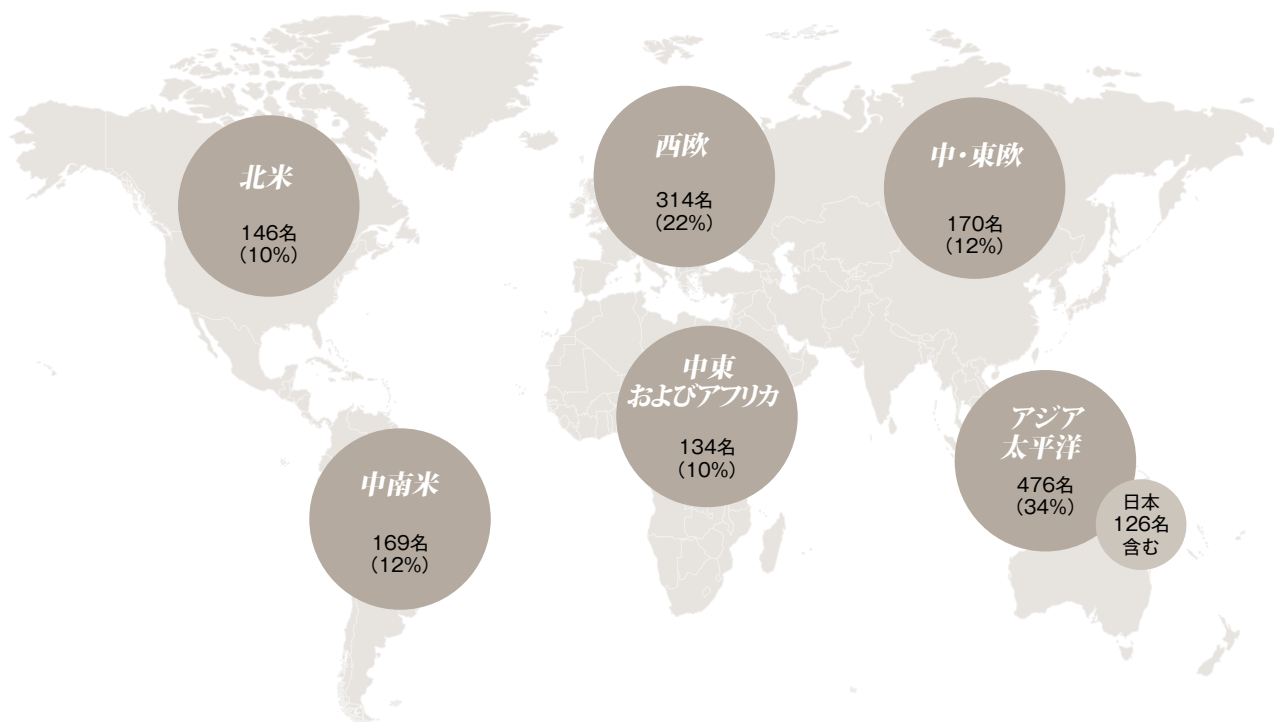 北米
146名
(10%)
西欧
314名
(22%)
中・東欧
170名
(12%)
中東
およびアフリカ
134名
(10%)
中南米
169名
(12%)
アジア
太平洋
476名
(34%)
日本
126名
含む